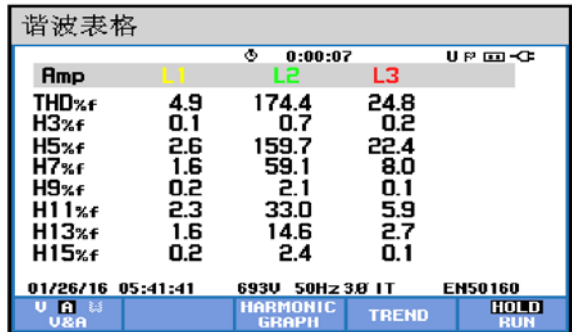 谐波表格
0:00:07 U
Amp L1 L2 L3
THD%f 4.9 174.4 24.8
H3%f 0.1 0.7 0.2
H5%f 2.6 159.7 22.4
H7%f 1.6 59.1 8.0
H9%f 0.2 2.1 0.1
H11%f 2.3 33.0 5.9
H13%f 1.6 14.6 2.7
H15%f 0.2 2.4 0.1
01/26/16 05:41:41 693V 50Hz 3Ø IT EN50160
V A HARMONIC TREND HOLD
V&A GRAPH RUN